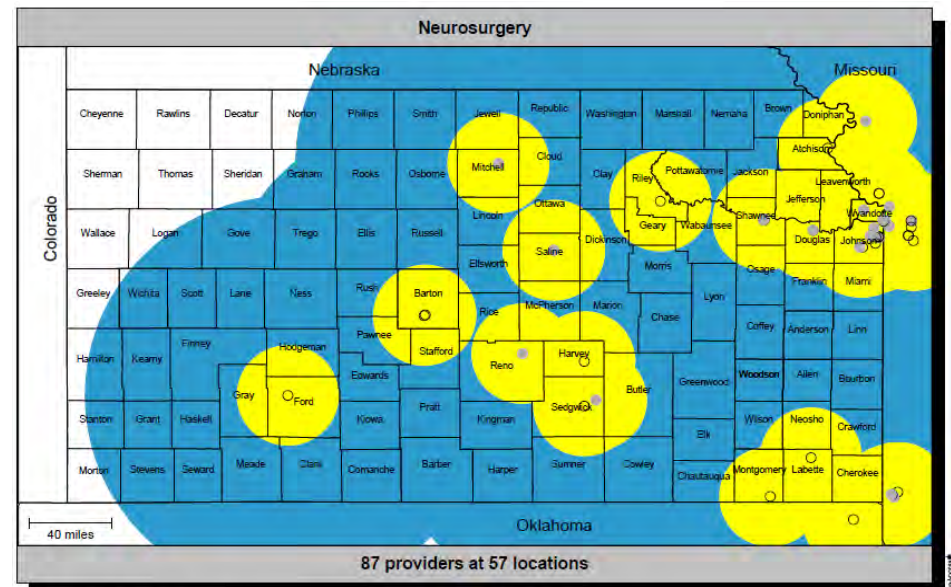 Neurosurgery
Nebraska
Missouri
Colorado
Cheyenne Rawlins Decatur Norton Phillips Smith Jewell Republic Washington Marshall Nemaha Brown Doniphan
Atchison
Sherman Thomas Sheridan Graham Rooks Osborne Mitchell Cloud Clay Riley Pottawatomie Jackson Jefferson Leavenworth
Wyandotte
Wallace Logan Gove Trego Ellis Russell Lincoln Ottawa Dickinson Geary Wabaunsee Shawnee Douglas Johnson
Ellsworth Saline Morris Osage Franklin Miami
Greeley Wichita Scott Lane Ness Rush Barton Rice McPherson Marion Chase Lyon Coffey Anderson Linn
Hamilton Kearny Finney Hodgeman Pawnee Stafford Reno Harvey
Gray Ford Edwards Sedgwick Butler Greenwood Woodson Allen Bourbon
Stanton Grant Haskell Kiowa Pratt Kingman Elk Wilson Neosho Crawford
Morton Stevens Seward Meade Clark Comanche Barber Harper Sumner Cowley Chautauqua Montgomery Labette Cherokee
Oklahoma
40 miles
87 providers at 57 locations